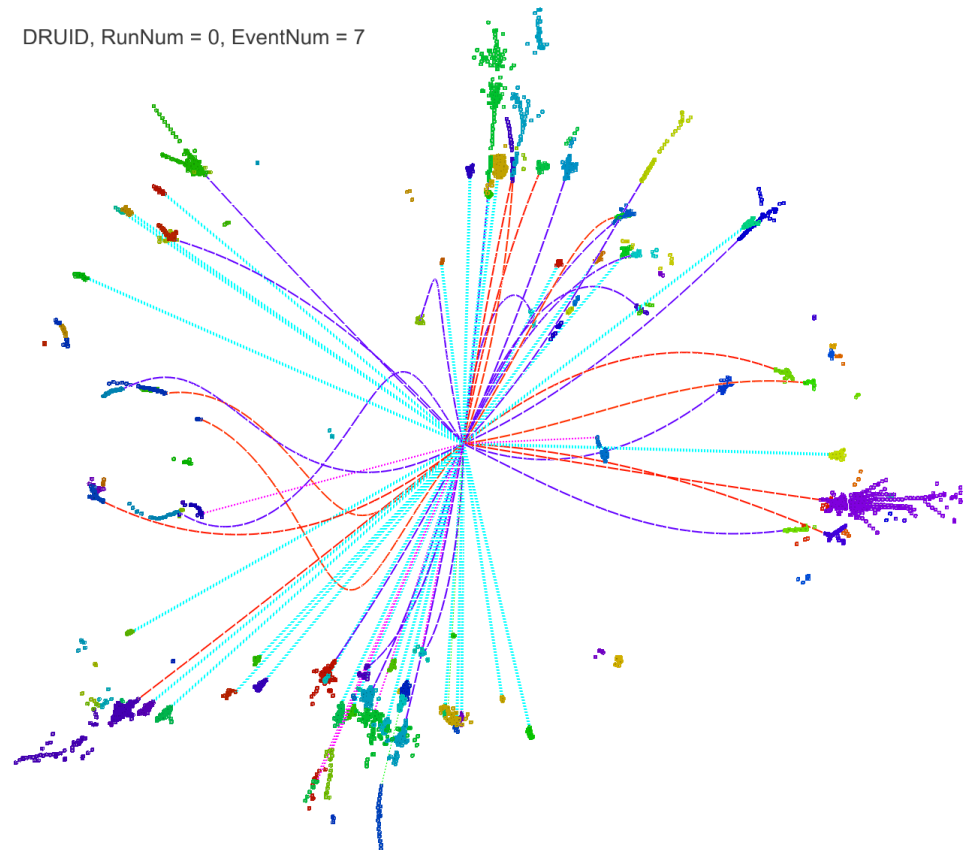 DRUID, RunNum = 0, EventNum = 7